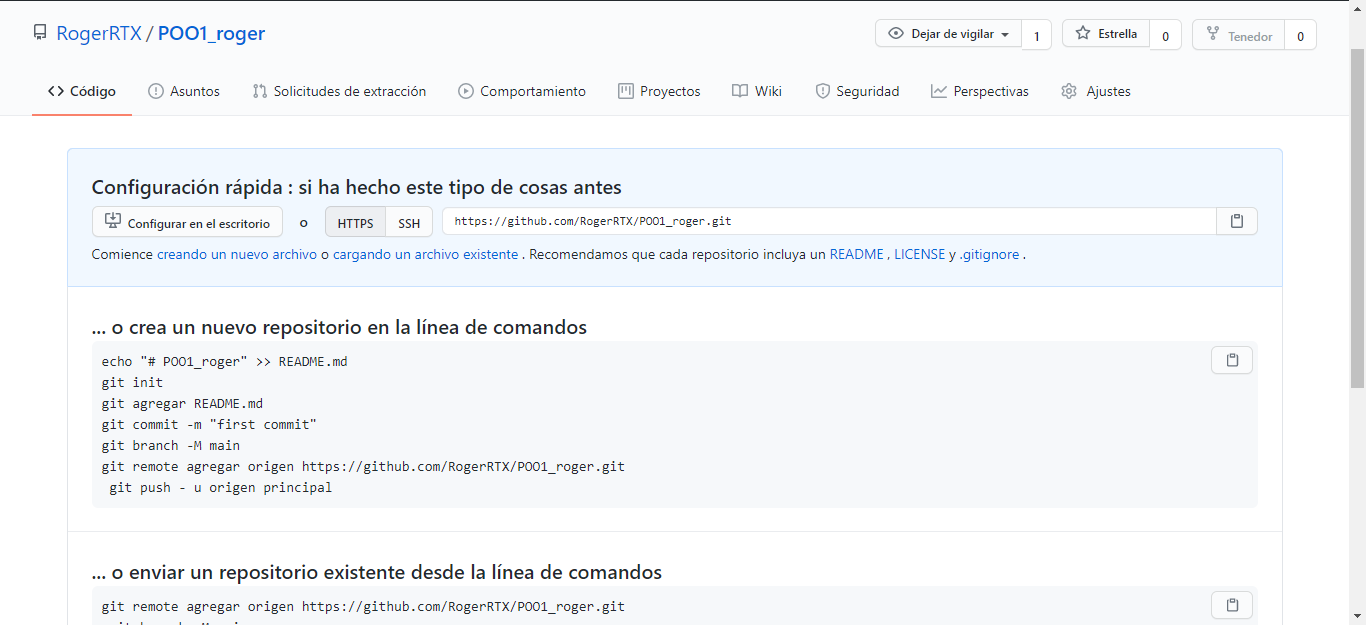 RogerRTX / POO1_roger
Dejar de vigilar 1
Estrella 0
Tenedor 0
Código Asuntos Solicitudes de extracción Comportamiento Proyectos Wiki Seguridad Perspectivas Ajustes
Configuración rápida : si ha hecho este tipo de cosas antes
Configurar en el escritorio o HTTPS SSH https://github.com/RogerRTX/POO1_roger.git
Comience creando un nuevo archivo o cargando un archivo existente . Recomendamos que cada repositorio incluya un README , LICENSE y .gitignore .
... o crea un nuevo repositorio en la línea de comandos
echo "# POO1_roger" >> README.md
git init
git agregar README.md
git commit -m "first commit"
git branch -M main
git remote agregar origen https://github.com/RogerRTX/POO1_roger.git
git push - u origen principal
... o enviar un repositorio existente desde la línea de comandos
git remote agregar origen https://github.com/RogerRTX/POO1_roger.git